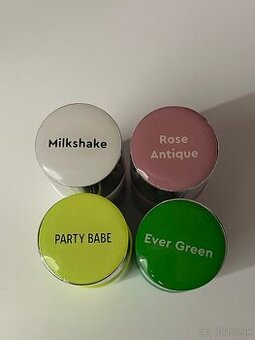 Milkshake
Rose
Antique
PARTY BABE
Ever Green